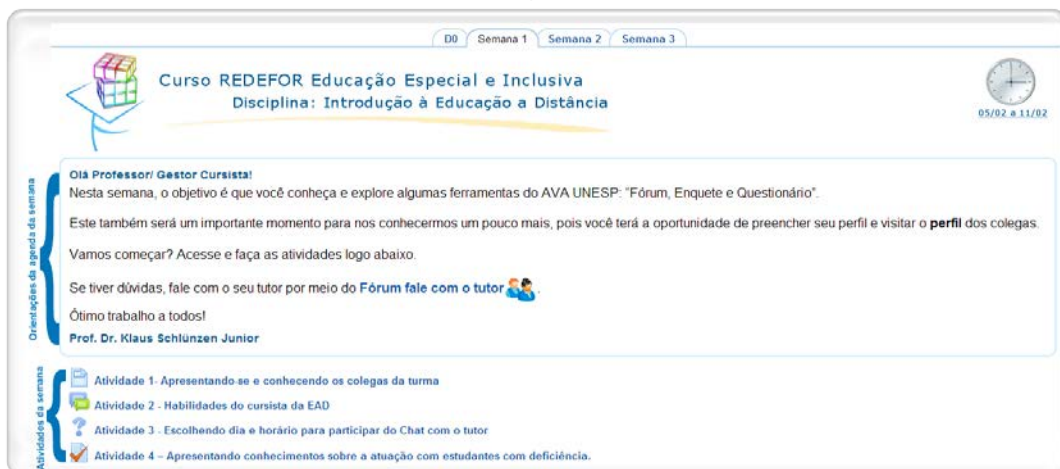 D0 Semana 1 Semana 2 Semana 3
Curso REDEFOR Educação Especial e Inclusiva
Disciplina: Introdução à Educação a Distância
05/02 a 11/02
Orientações da agenda da semana
Olá Professor/ Gestor Cursista!
Nesta semana, o objetivo é que você conheça e explore algumas ferramentas do AVA UNESP: "Fórum, Enquete e Questionário".
Este também será um importante momento para nos conhecermos um pouco mais, pois você terá a oportunidade de preencher seu perfil e visitar o perfil dos colegas.
Vamos começar? Acesse e faça as atividades logo abaixo.
Se tiver dúvidas, fale com o seu tutor por meio do Fórum fale com o tutor .
Ótimo trabalho a todos!
Prof. Dr. Klaus Schlünzen Junior
Atividades da semana
Atividade 1- Apresentando-se e conhecendo os colegas da turma
Atividade 2 - Habilidades do cursista da EAD
Atividade 3 - Escolhendo dia e horário para participar do Chat com o tutor
Atividade 4 – Apresentando conhecimentos sobre a atuação com estudantes com deficiência.